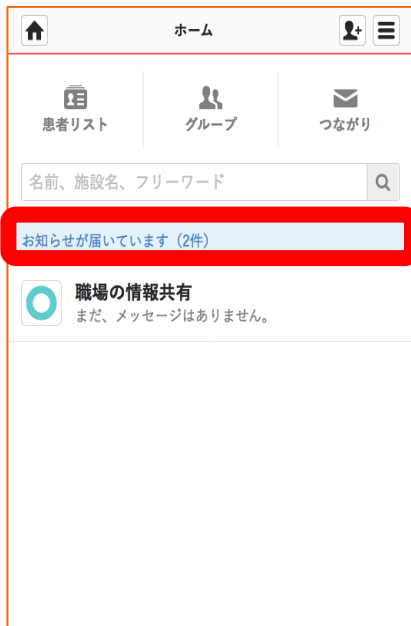 ホーム
患者リスト
グループ
つながり
名前、施設名、フリーワード
お知らせが届いています（2件）
職場の情報共有
まだ、メッセージはありません。